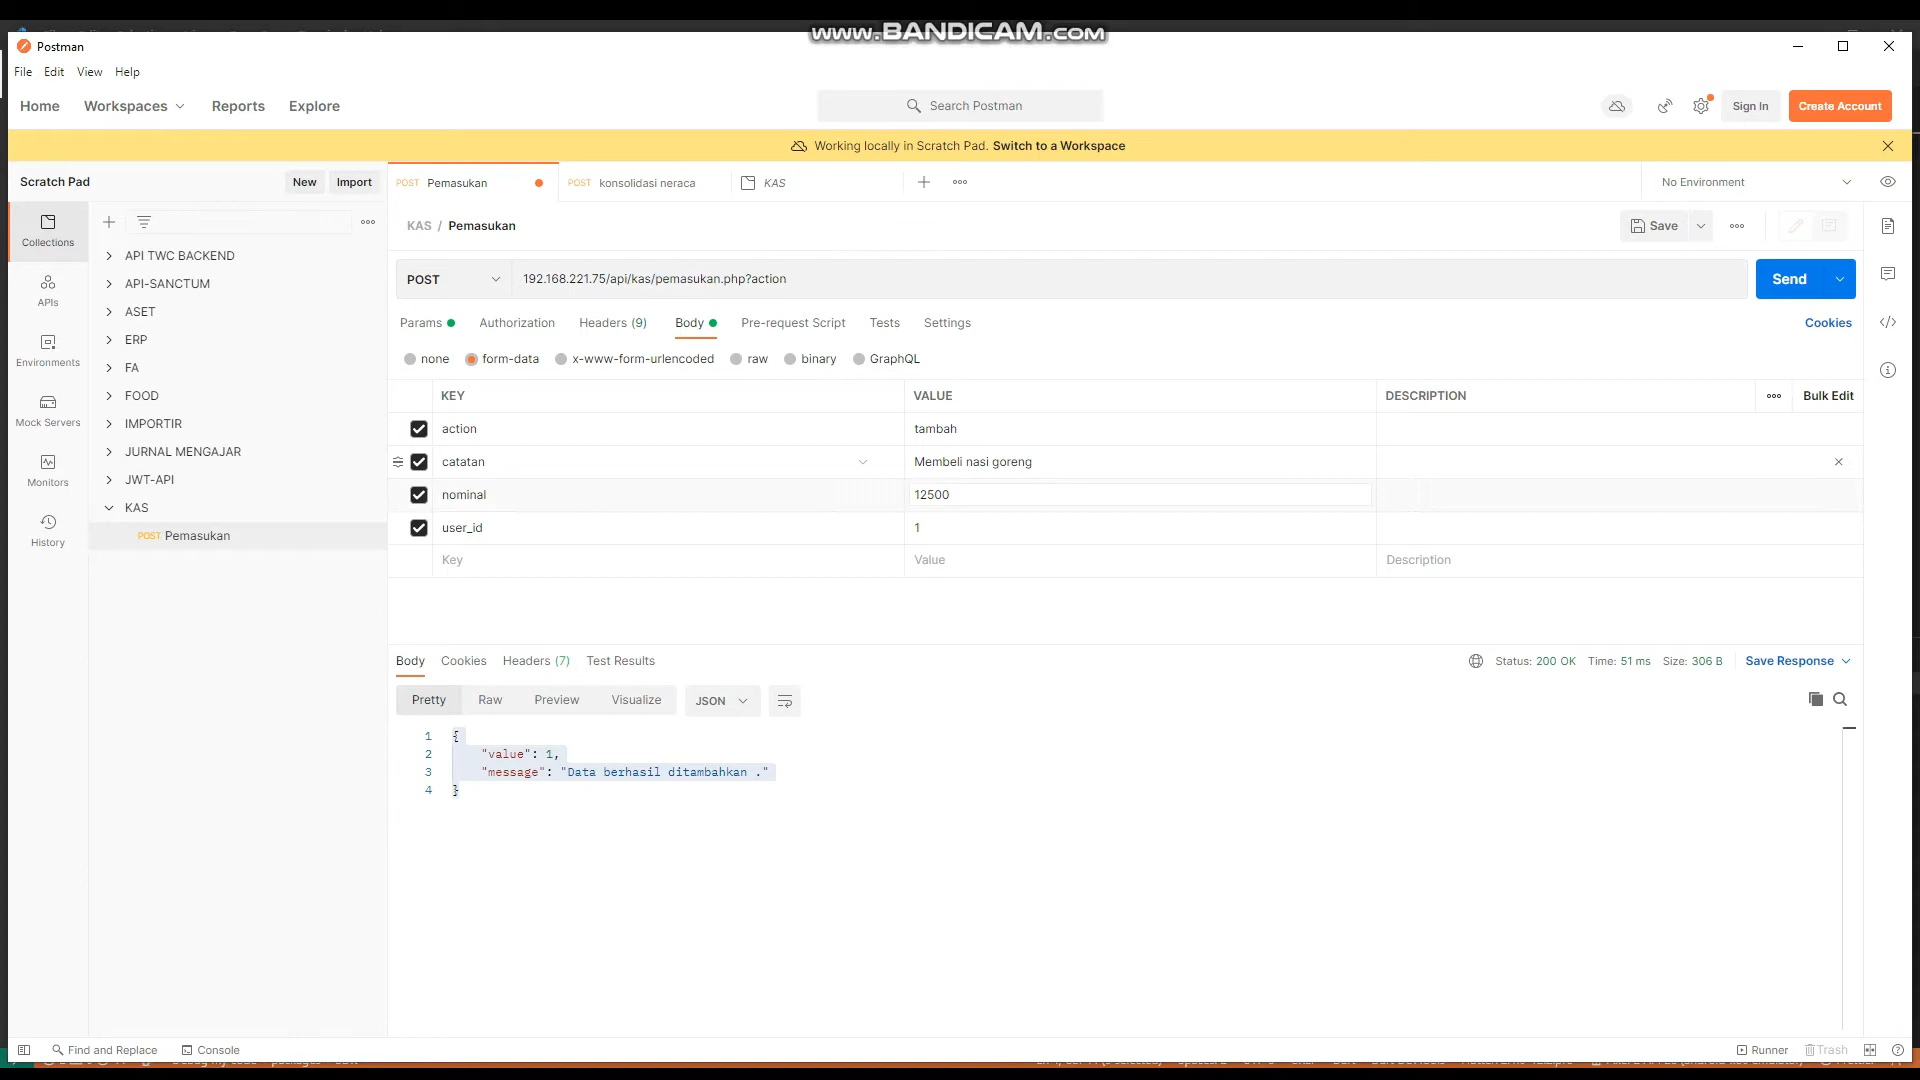 www.BANDICAM.com
Postman
File Edit View Help
Home Workspaces Reports Explore
Search Postman
Sign In
Create Account
Working locally in Scratch Pad. Switch to a Workspace
Scratch Pad
New
Import
POST Pemasukan
POST konsolidasi neraca
KAS
No Environment
Collections
APIs
Environments
Mock Servers
Monitors
History
API TWC BACKEND
API-SANCTUM
ASET
ERP
FA
FOOD
IMPORTIR
JURNAL MENGAJAR
JWT-API
KAS
POST Pemasukan
KAS / Pemasukan
Save
POST
192.168.221.75/api/kas/pemasukan.php?action
Send
Params Authorization Headers (9) Body Pre-request Script Tests Settings
Cookies
none form-data x-www-form-urlencoded raw binary GraphQL
KEY VALUE DESCRIPTION
Bulk Edit
action tambah
catatan Membeli nasi goreng
nominal 12500
user_id 1
Key Value Description
Body Cookies Headers (7) Test Results
Status: 200 OK Time: 51 ms Size: 306 B
Save Response
Pretty Raw Preview Visualize
JSON
1 {
2 "value": 1,
3 "message": "Data berhasil ditambahkan ."
4 }
Find and Replace
Console
Runner
Trash